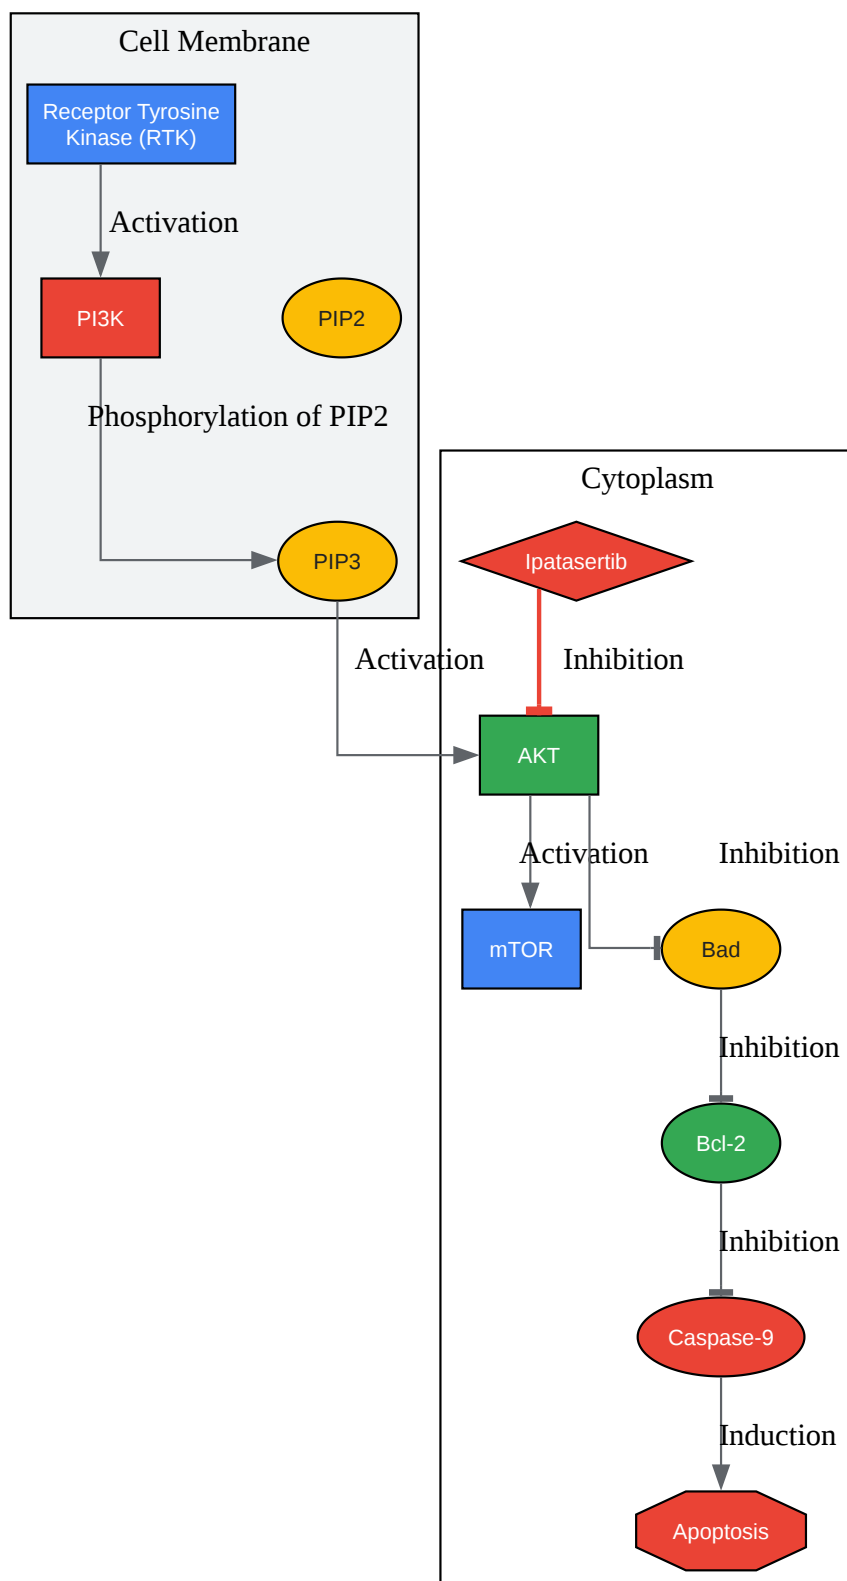 Cell Membrane
Receptor Tyrosine
Kinase (RTK)
Activation
PI3K
PIP2
Phosphorylation of PIP2
Cytoplasm
PIP3
Ipatasertib
Activation
Inhibition
AKT
Activation
Inhibition
mTOR
Bad
Inhibition
Bcl-2
Inhibition
Caspase-9
Induction
Apoptosis